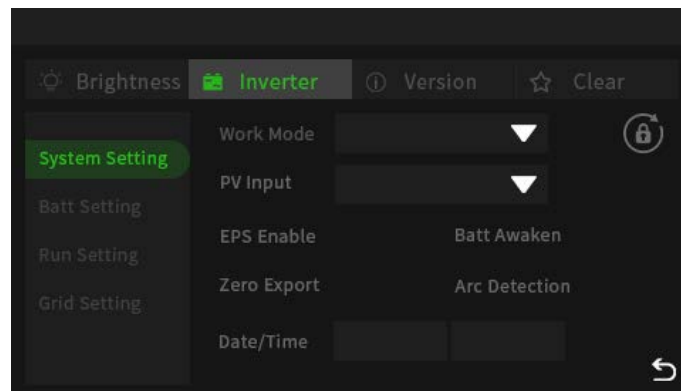 Brightness Inverter Version Clear
System Setting
Batt Setting
Run Setting
Grid Setting
Work Mode
PV Input
EPS Enable Batt Awaken
Zero Export Arc Detection
Date/Time